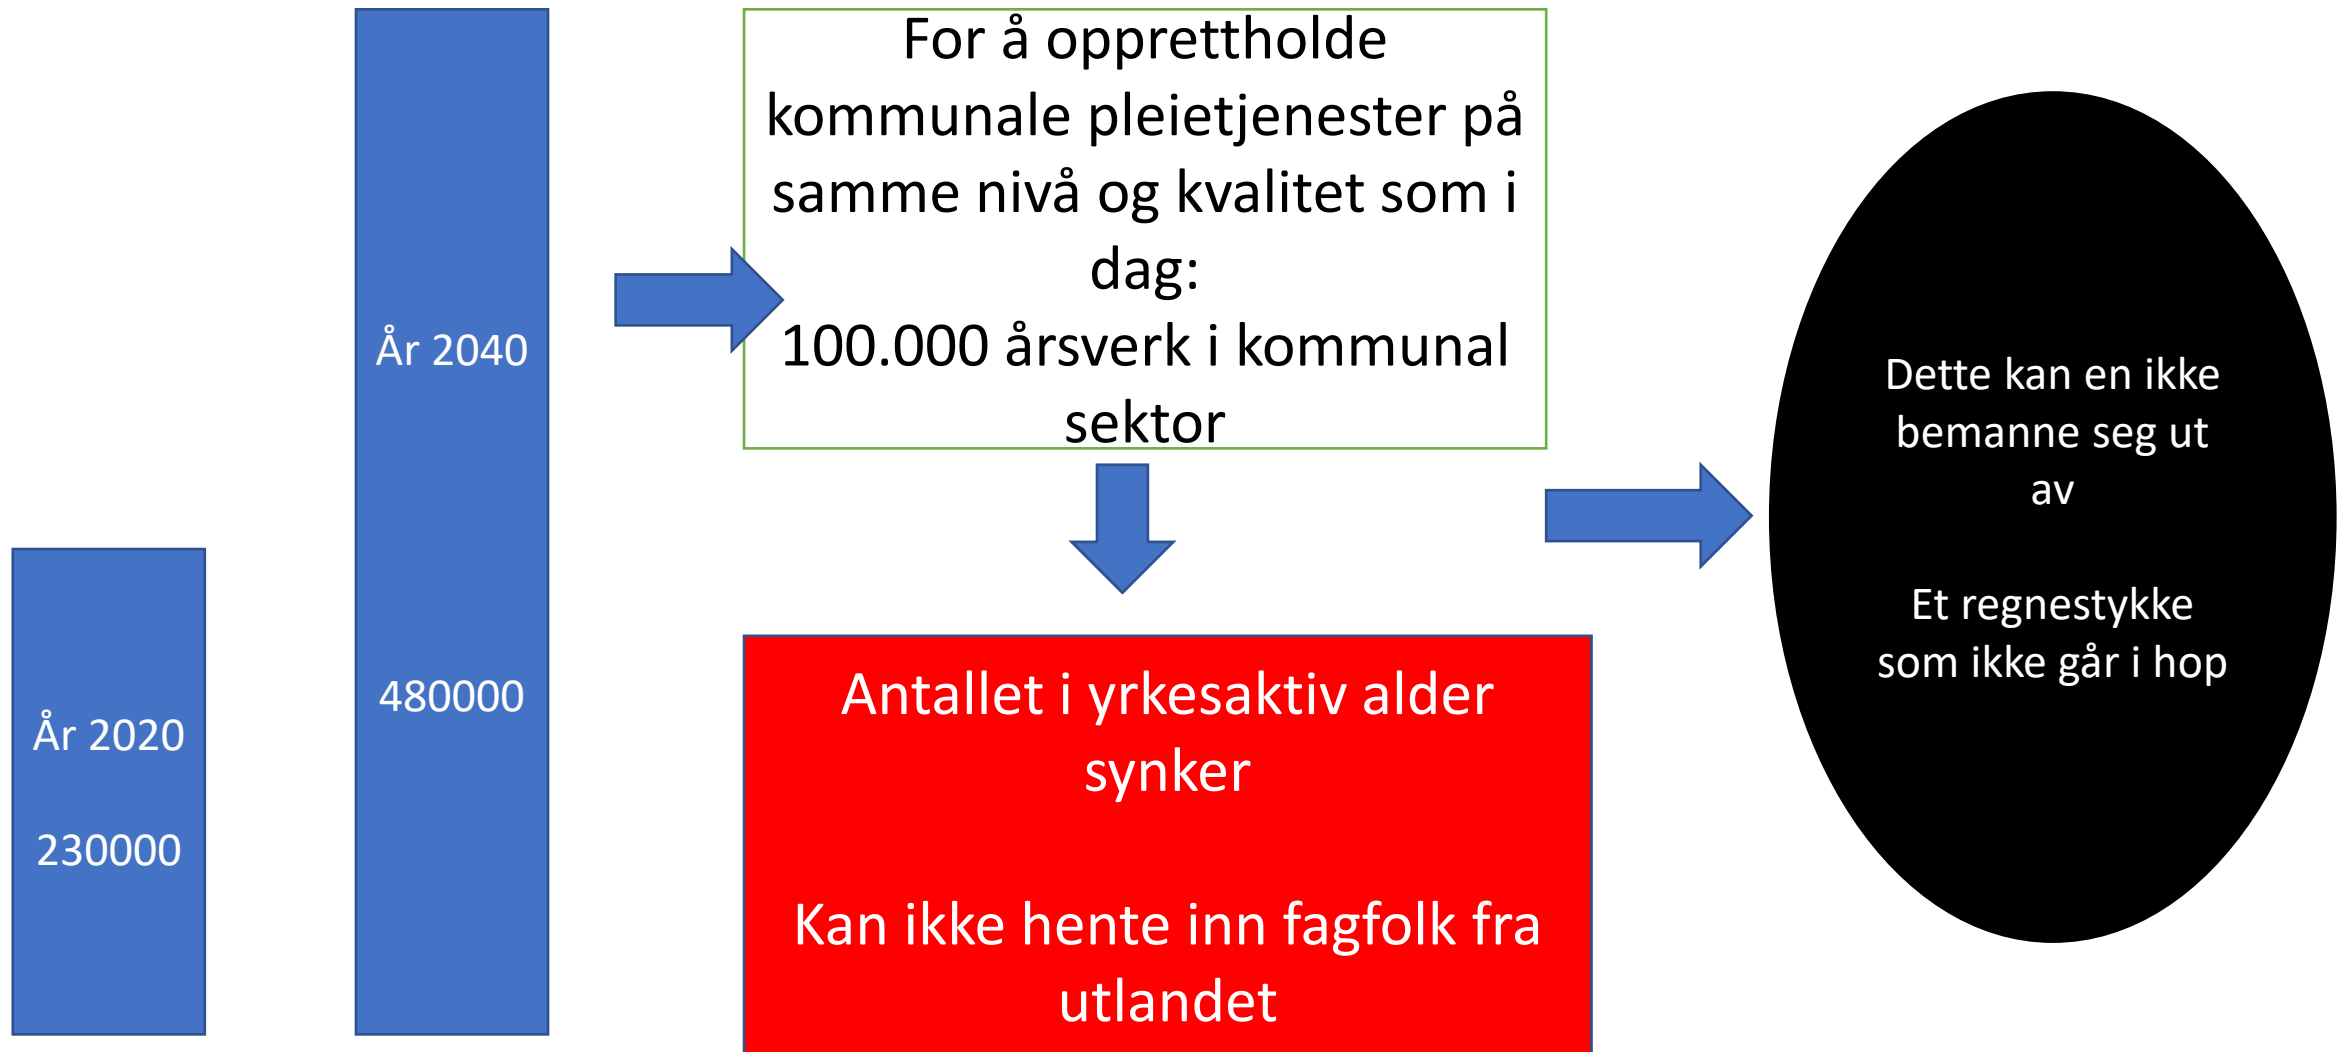 År 2020
230000
År 2040
480000
For å opprettholde
kommunale pleietjenester på
samme nivå og kvalitet som i
dag:
100.000 årsverk i kommunal
sektor
Antallet i yrkesaktiv alder
synker
Kan ikke hente inn fagfolk fra
utlandet
Dette kan en ikke
bemanne seg ut
av
Et regnestykke
som ikke går i hop